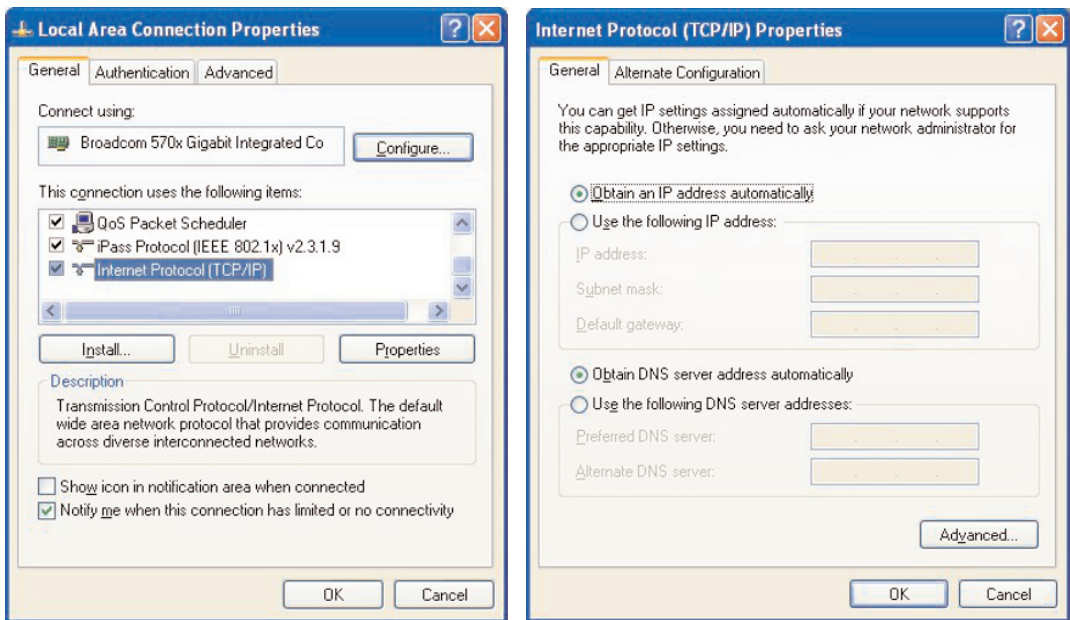 Local Area Connection Properties
General Authentication Advanced
Connect using:
Broadcom 570x Gigabit Integrated Co
Configure...
This connection uses the following items:
QoS Packet Scheduler
iPass Protocol (IEEE 802.1x) v2.3.1.9
Internet Protocol (TCP/IP)
Install... Uninstall Properties
Description
Transmission Control Protocol/Internet Protocol. The default
wide area network protocol that provides communication
across diverse interconnected networks.
Show icon in notification area when connected
Notify me when this connection has limited or no connectivity
OK Cancel
Internet Protocol (TCP/IP) Properties
General Alternate Configuration
You can get IP settings assigned automatically if your network supports
this capability. Otherwise, you need to ask your network administrator for
the appropriate IP settings.
Obtain an IP address automatically
Use the following IP address:
IP address:
Subnet mask:
Default gateway:
Obtain DNS server address automatically
Use the following DNS server addresses:
Preferred DNS server:
Alternate DNS server:
Advanced...
OK Cancel